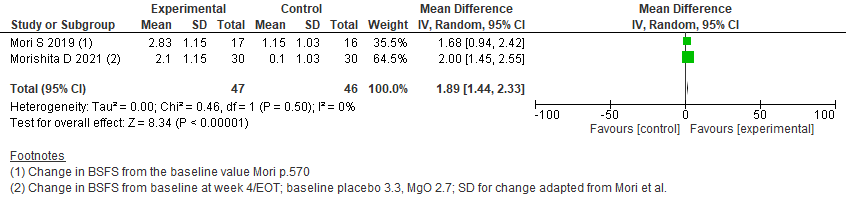 Experimental Control Mean Difference Mean Difference
Study or Subgroup Mean SD Total Mean SD Total Weight IV, Random, 95% CI IV, Random, 95% CI
Mori S 2019 (1) 2.83 1.15 17 1.15 1.03 16 35.5% 1.68 [0.94, 2.42]
Morishita D 2021 (2) 2.1 1.15 30 0.1 1.03 30 64.5% 2.00 [1.45, 2.55]
Total (95% CI) 47 46 100.0% 1.89 [1.44, 2.33]
Heterogeneity: Tau² = 0.00; Chi² = 0.46, df = 1 (P = 0.50); I² = 0%
Test for overall effect: Z = 8.34 (P < 0.00001)
-100 -50 0 50 100
Favours [control] Favours [experimental]
Footnotes
(1) Change in BSFS from the baseline value Mori p.570
(2) Change in BSFS from baseline at week 4/EOT; baseline placebo 3.3, MgO 2.7; SD for change adapted from Mori et al.